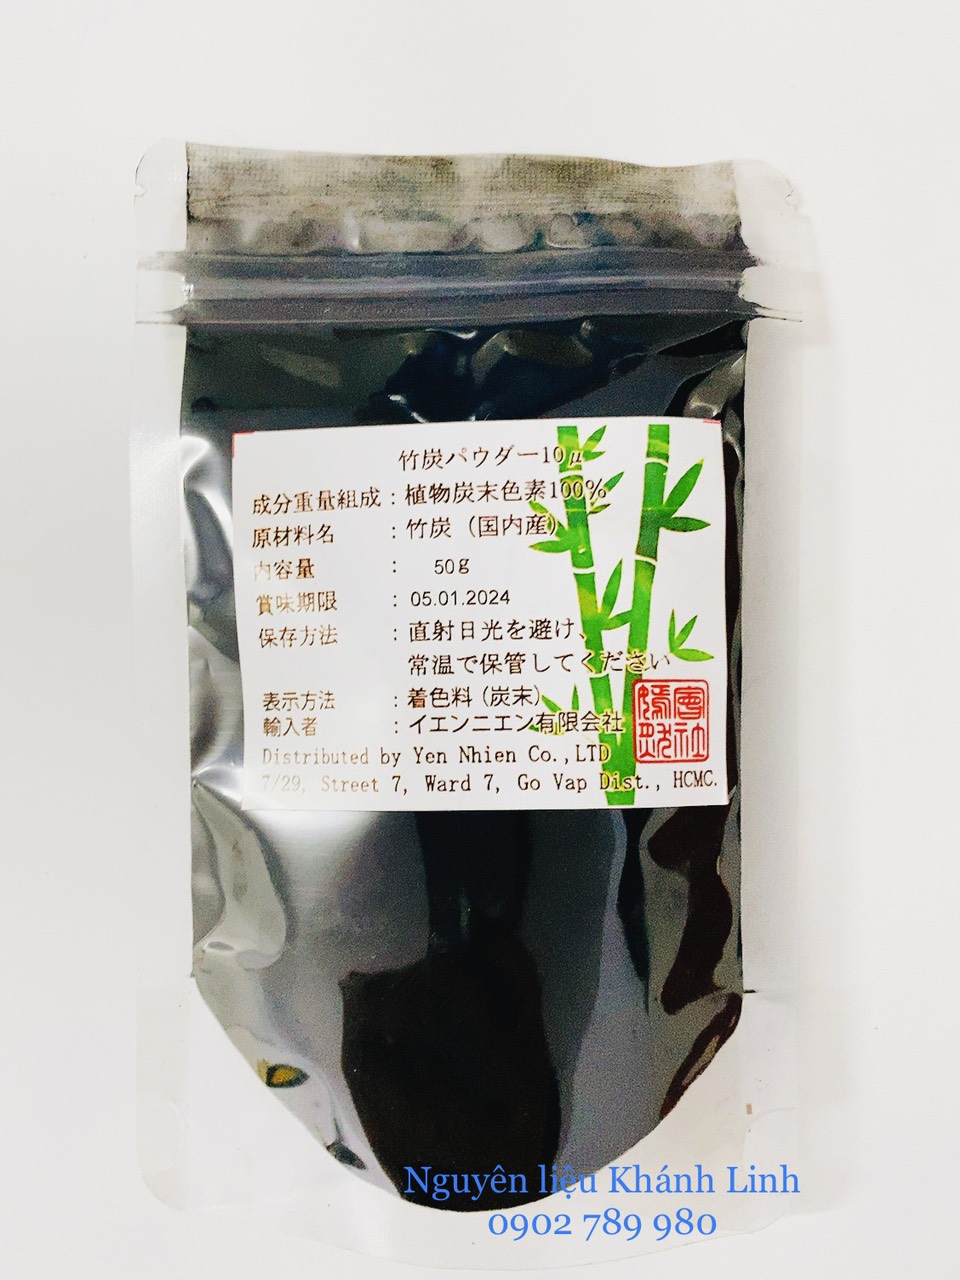 竹炭パウダー10μ
成分重量組成：植物炭末色素100％
原材料名 ：竹炭（国内産）
内容量 ： 50g
賞味期限 ：05.01.2024
保存方法 ：直射日光を避け、
常温で保管してください
表示方法 ：着色料（炭末）
輸入者 ：イエンニエン有限会社
Distributed by Yen Nhien Co.,LTD
7/29, Street 7, Ward 7, Go Vap Dist., HCMC.
Nguyên liệu Khánh Linh
0902 789 980